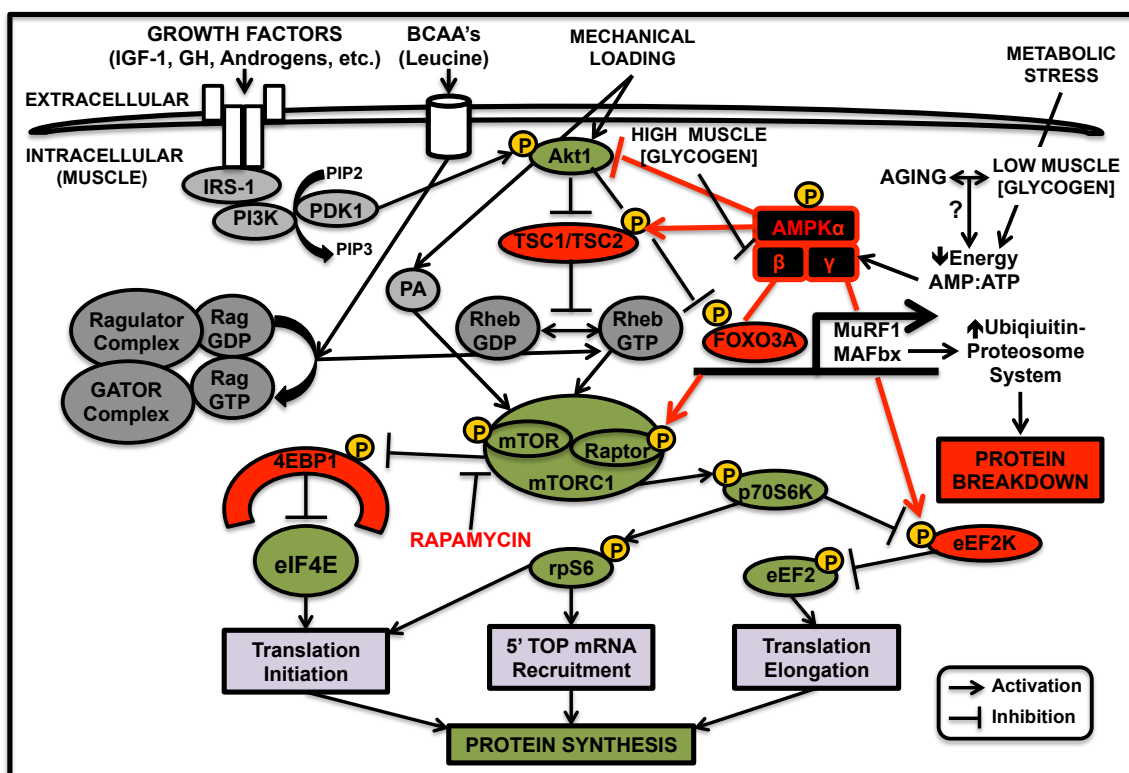 GROWTH FACTORS
(IGF-1, GH, Androgens, etc.)
BCAA's
(Leucine)
MECHANICAL
LOADING
METABOLIC
STRESS
EXTRACELLULAR
INTRACELLULAR
(MUSCLE)
IRS-1
PI3K
PIP2
PDK1
PIP3
P
Akt1
HIGH MUSCLE
[GLYCOGEN]
AGING
LOW MUSCLE
[GLYCOGEN]
?
Energy
AMP:ATP
P
AMPKα
β
γ
P
TSC1/TSC2
PA
Ragulator
Complex
Rag
GDP
GATOR
Complex
Rag
GTP
Rheb
GDP
Rheb
GTP
P
FOXO3A
MuRF1
MAFbx
Ubiqiuitin-
Proteosome
System
PROTEIN
BREAKDOWN
P
mTOR
Raptor
P
mTORC1
4EBP1
P
P
p70S6K
RAPAMYCIN
eIF4E
rpS6
P
eEF2
P
P
eEF2K
Translation
Initiation
5' TOP mRNA
Recruitment
Translation
Elongation
PROTEIN SYNTHESIS
Activation
Inhibition